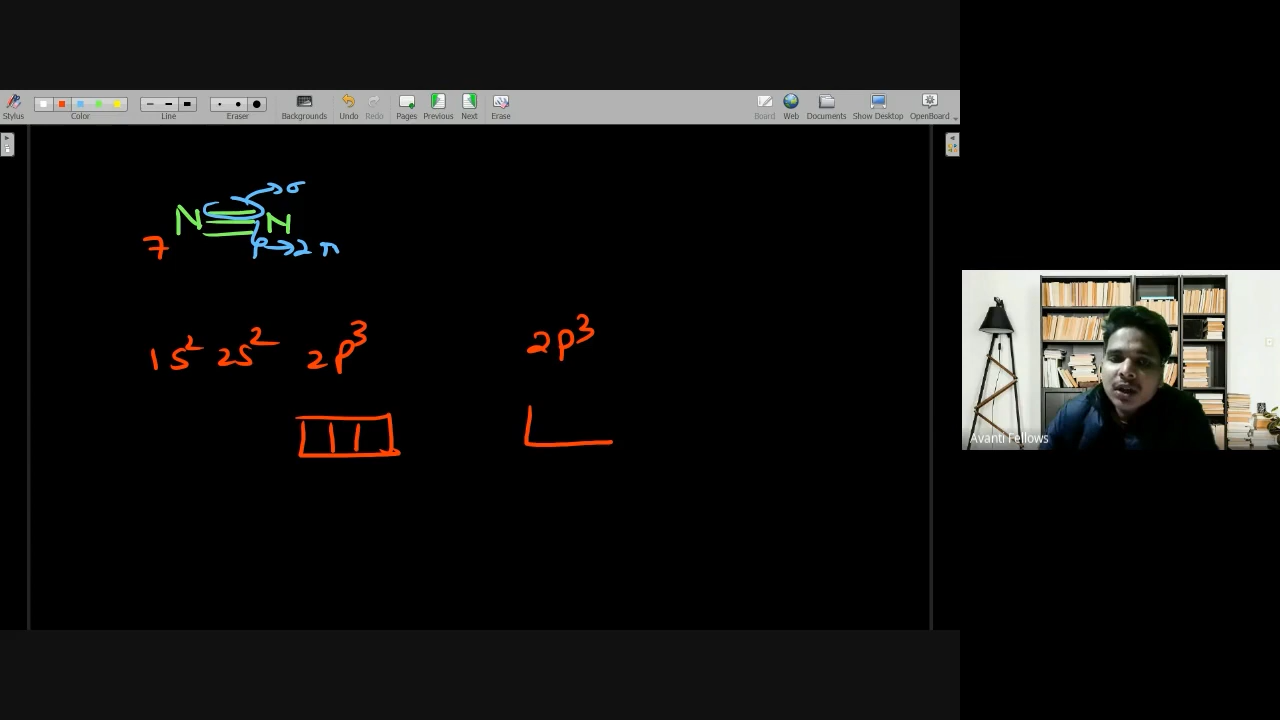 Stylus Color Line Eraser Backgrounds Undo Redo Pages Previous Next Erase Board Web Documents Show Desktop OpenBoard
→σ
N≡N
7
→2 π
1s² 2s² 2p³
2p³
Avanti Fellows